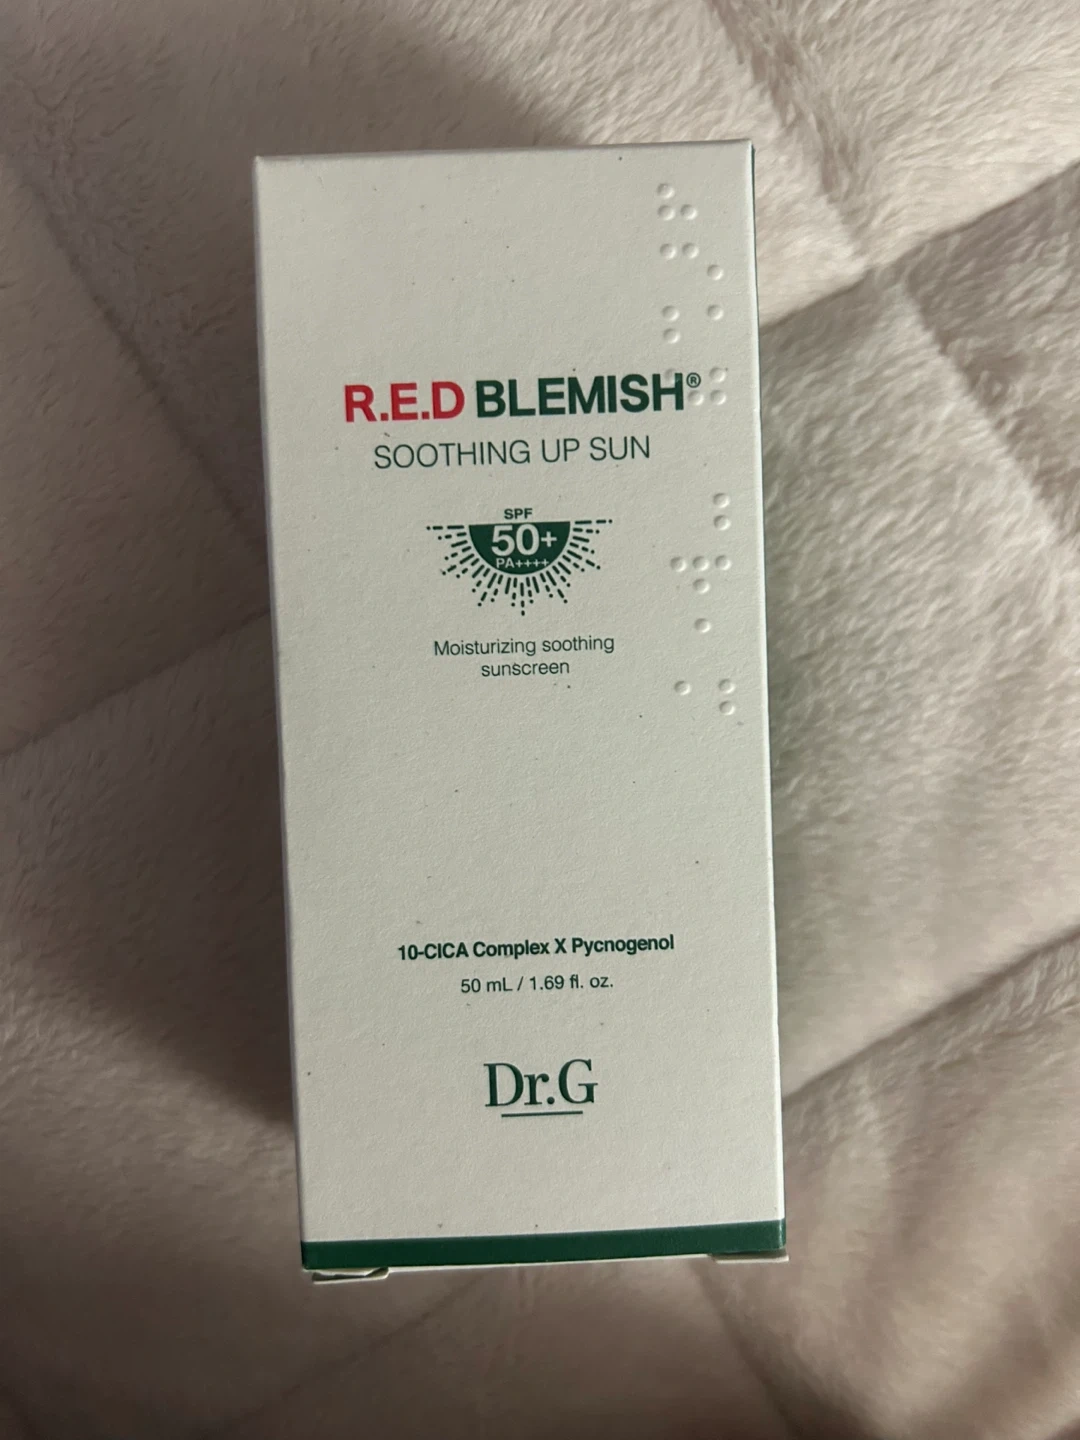 R.E.D BLEMISH®
SOOTHING UP SUN
SPF
50+
PA++++
Moisturizing soothing
sunscreen
10-CICA Complex X Pycnogenol
50 mL / 1.69 fl. oz.
Dr.G